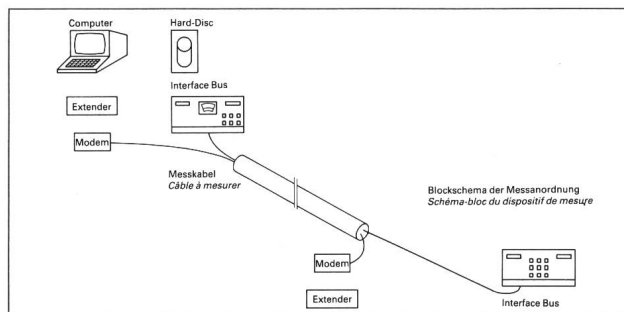 Computer
Hard-Disc
Interface Bus
Extender
Modem
Messkabel
Câble à mesurer
Blockschema der Messanordnung
Schéma-bloc du dispositif de mesure
Modem
Extender
Interface Bus